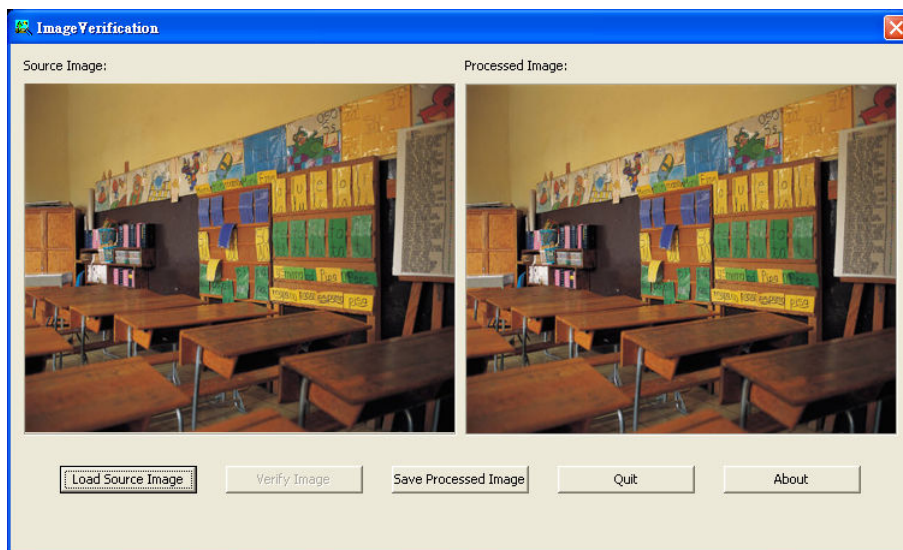 ImageVerification
Source Image:
Processed Image:
Load Source Image
Verify Image
Save Processed Image
Quit
About